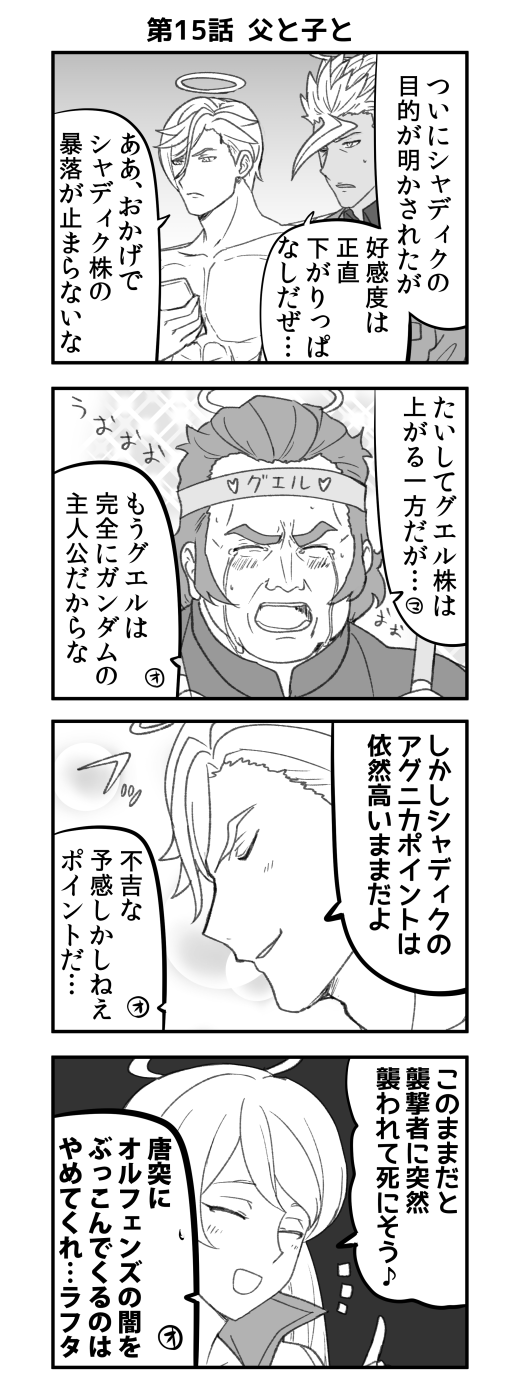 第15話 父と子と
ついにシャディクの
目的が明かされたが
好感度は
正直
下がりっぱ
なしだぜ…
ああ、おかげで
シャディク株の
暴落が止まらないな
たいしてグエル株は
上がる一方だが…マ
うおぉぉぉ
♡グエル♡
おぉぉ
もうグエルは
完全にガンダムの
主人公だからな
オ
しかしシャディクの
アグニカポイントは
依然高いままだよ
フッ
不吉な
予感しかしねえ
ポイントだ…
オ
このままだと
襲撃者に突然
襲われて死にそう♪
唐突に
オルフェンズの闇を
ぶっこんでくるのは
やめてくれ…ラフタ
オ